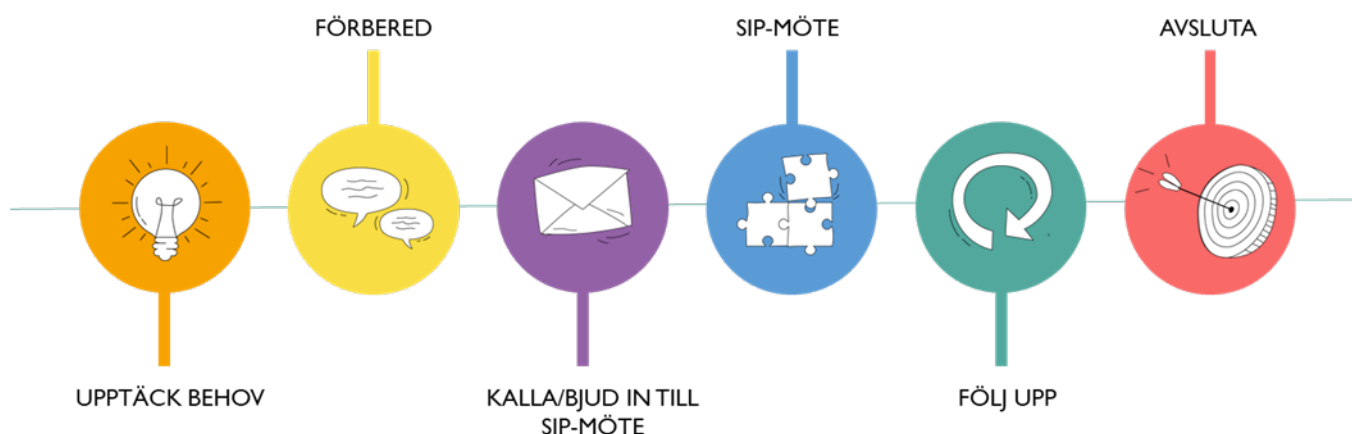 UPPTÄCK BEHOV
FÖRBERED
KALLA/BJUD IN TILL
SIP-MÖTE
SIP-MÖTE
FÖLJ UPP
AVSLUTA